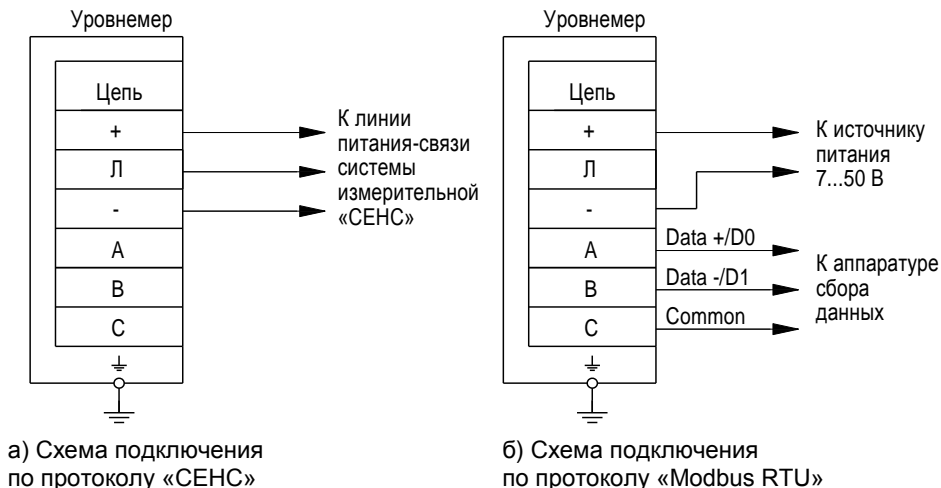 Уровнемер
Цепь
+
Л
-
А
В
С
К линии
питания-связи
системы
измерительной
«СЕНС»
а) Схема подключения
по протоколу «СЕНС»
Уровнемер
Цепь
+
Л
-
А
В
С
Data +/D0
Data -/D1
Common
К источнику
питания
7...50 В
К аппаратуре
сбора
данных
б) Схема подключения
по протоколу «Modbus RTU»